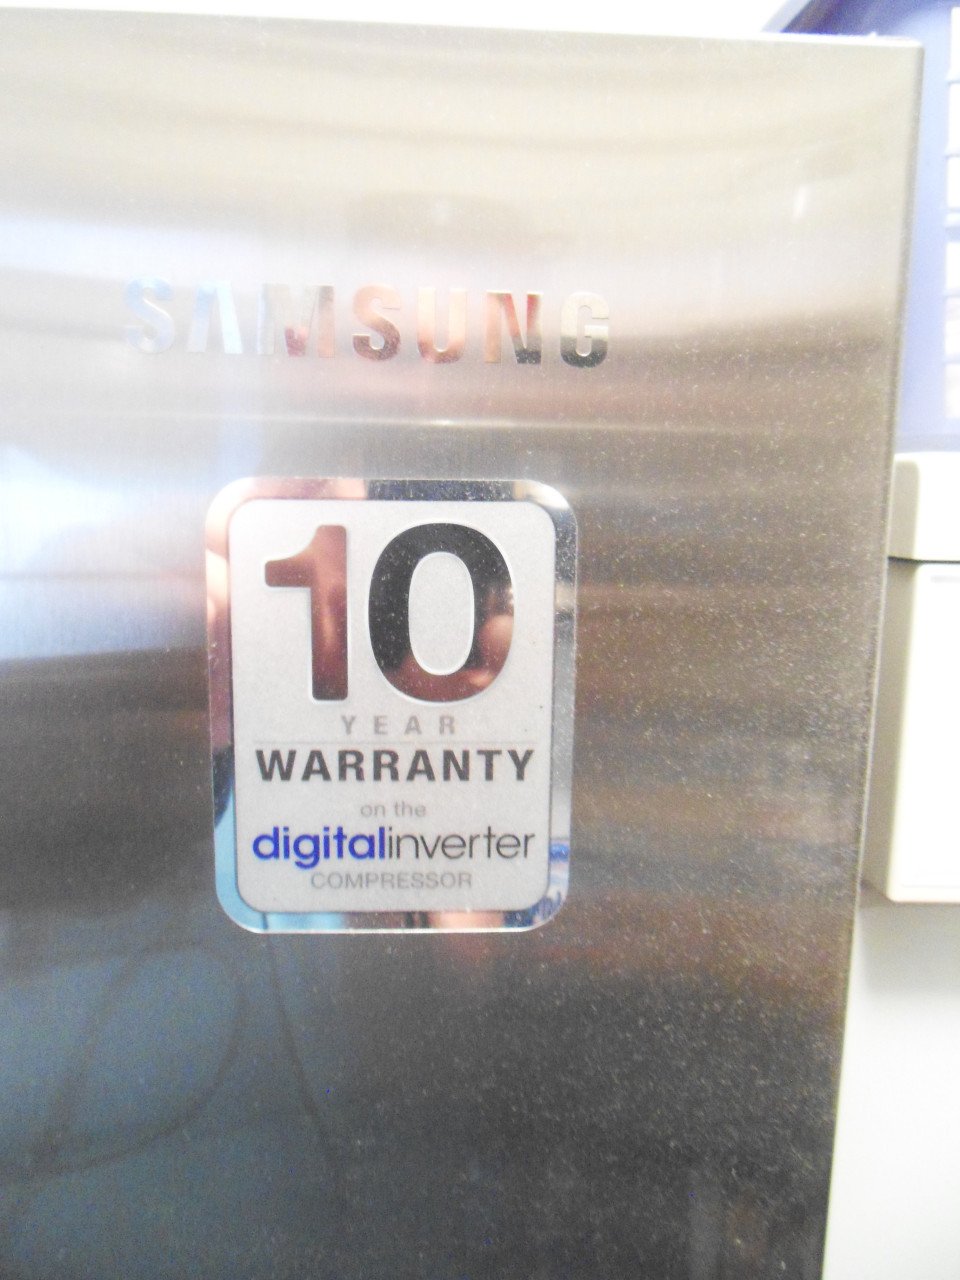 SAMSUNG
10
YEAR
WARRANTY
on the
digitalinverter
COMPRESSOR